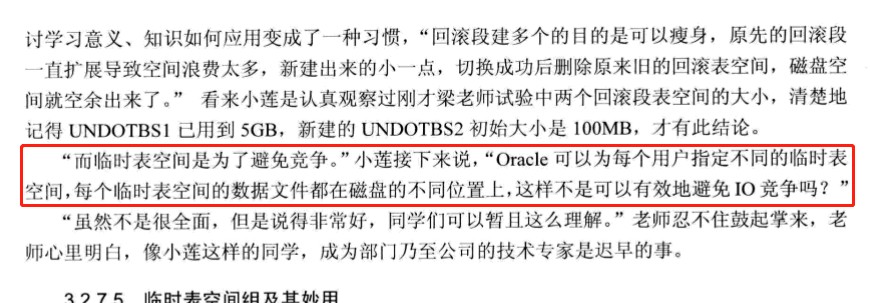 讨学习意义、知识如何应用变成了一种习惯，“回滚段建多个的目的是可以瘦身，原先的回滚段
一直扩展导致空间浪费太多，新建出来的小一点，切换成功后删除原来旧的回滚表空间，磁盘空
间就空余出来了。” 看来小莲是认真观察过刚才梁老师试验中两个回滚段表空间的大小，清楚地
记得 UNDOTBS1 已用到 5GB，新建的 UNDOTBS2 初始大小是 100MB，才有此结论。
“而临时表空间是为了避免竞争。”小莲接下来说，“Oracle 可以为每个用户指定不同的临时表
空间，每个临时表空间的数据文件都在磁盘的不同位置上，这样不是可以有效地避免 IO 竞争吗？”
“虽然不是很全面，但是说得非常好，同学们可以暂且这么理解。”老师忍不住鼓起掌来，老
师心里明白，像小莲这样的同学，成为部门乃至公司的技术专家是迟早的事。
3.2.7.5 临时表空间组及其妙用